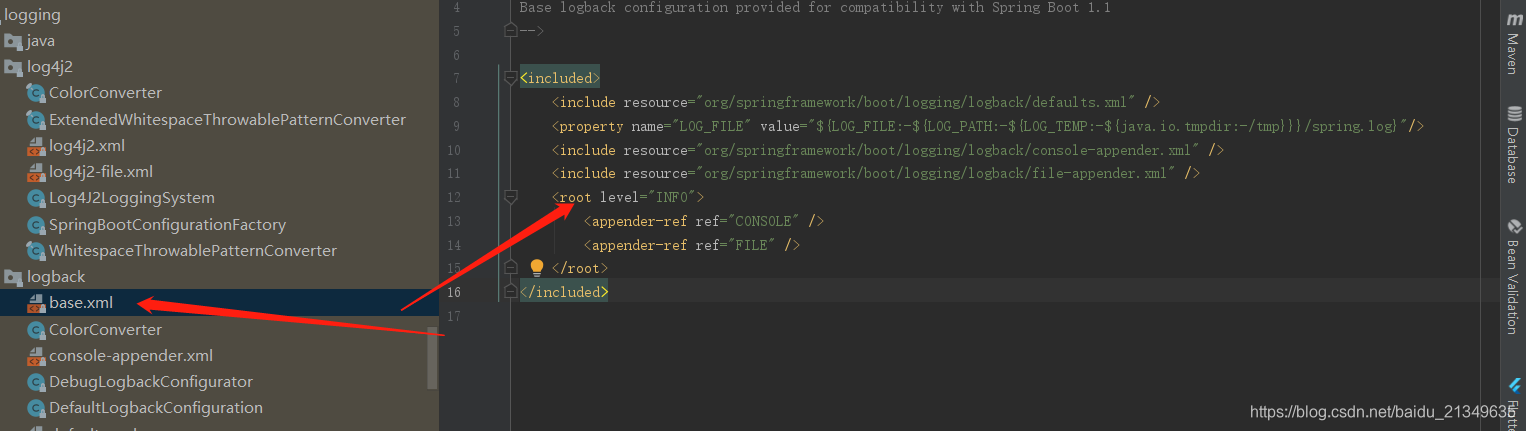 logging
java
log4j2
ColorConverter
ExtendedWhitespaceThrowablePatternConverter
log4j2.xml
log4j2-file.xml
Log4J2LoggingSystem
SpringBootConfigurationFactory
WhitespaceThrowablePatternConverter
logback
base.xml
ColorConverter
console-appender.xml
DebugLogbackConfigurator
DefaultLogbackConfiguration
4 Base logback configuration provided for compatibility with Spring Boot 1.1
5 -->
6
7 <included>
8 <include resource="org/springframework/boot/logging/logback/defaults.xml" />
9 <property name="LOG_FILE" value="${LOG_FILE:-${LOG_PATH:-${LOG_TEMP:-${java.io.tmpdir:-/tmp}}}/spring.log}"/>
10 <include resource="org/springframework/boot/logging/logback/console-appender.xml" />
11 <include resource="org/springframework/boot/logging/logback/file-appender.xml" />
12 <root level="INFO">
13 <appender-ref ref="CONSOLE" />
14 <appender-ref ref="FILE" />
15 </root>
16 </included>
17
m Maven
Database
Bean Validation
https://blog.csdn.net/baidu_21349635